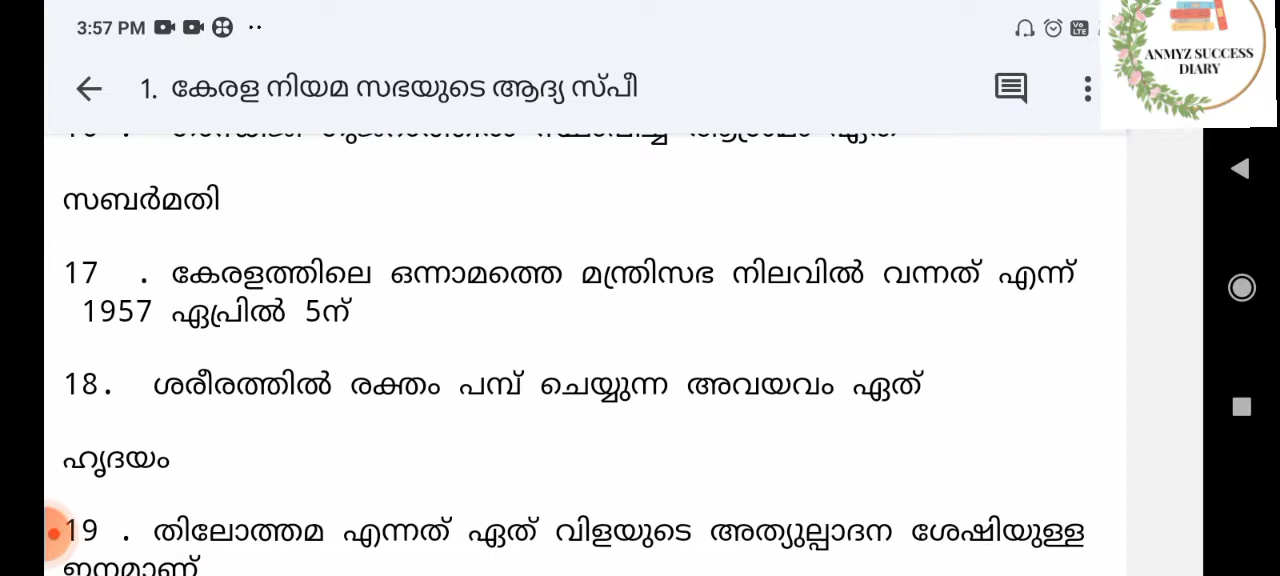 3:57 PM
ANMYZ SUCCESS
DIARY
1. കേരള നിയമ സഭയുടെ ആദ്യ സ്പീ
സബർമതി
17 . കേരളത്തിലെ ഒന്നാമത്തെ മന്ത്രിസഭ നിലവിൽ വന്നത് എന്ന്
1957 ഏപ്രിൽ 5ന്
18. ശരീരത്തിൽ രക്തം പമ്പ് ചെയ്യുന്ന അവയവം ഏത്
ഹൃദയം
19 . തിലോത്തമ എന്നത് ഏത് വിളയുടെ അത്യുല്പാദന ശേഷിയുള്ള
ഇനമാണ്